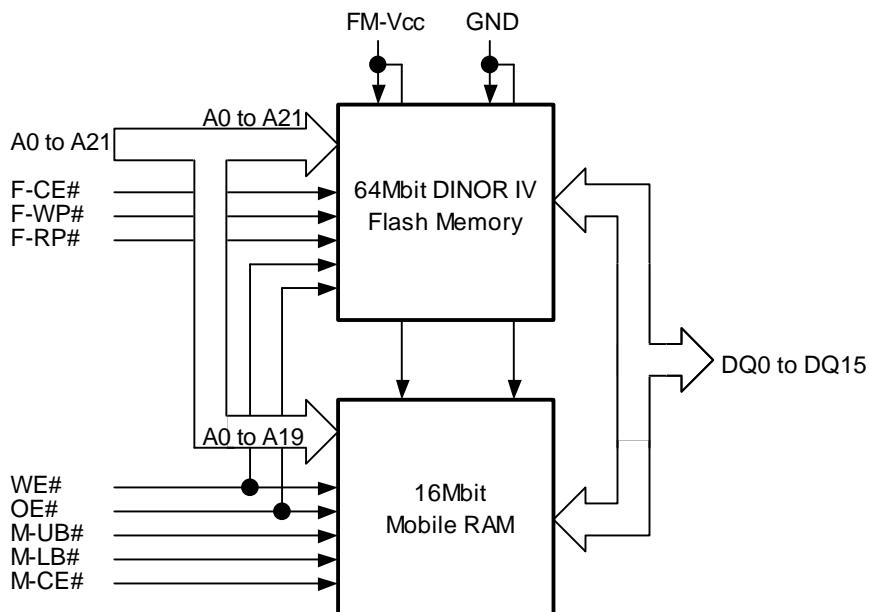 FM-Vcc
GND
A0 to A21
A0 to A21
F-CE#
F-WP#
F-RP#
64Mbit DINOR IV
Flash Memory
DQ0 to DQ15
A0 to A19
WE#
OE#
M-UB#
M-LB#
M-CE#
16Mbit
Mobile RAM